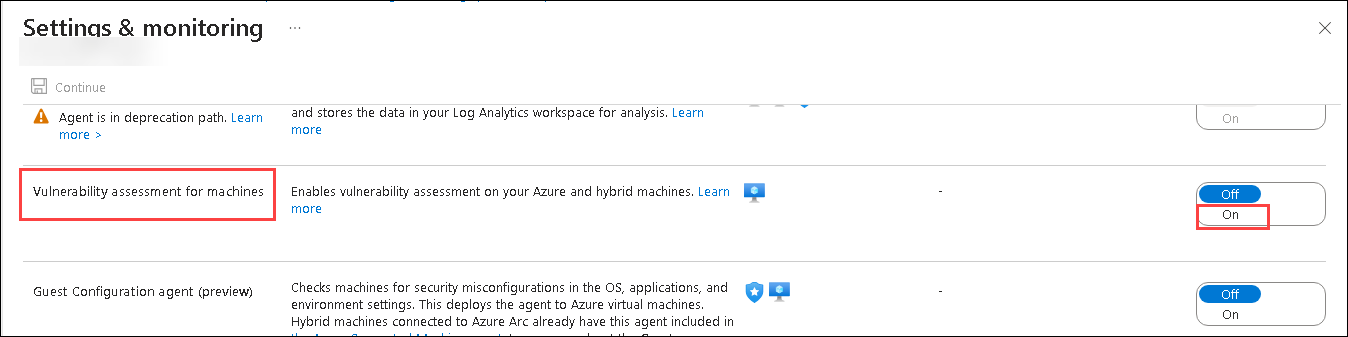 Settings & monitoring ...
Continue
Agent is in deprecation path. Learn
more >
and stores the data in your Log Analytics workspace for analysis. Learn
more
On
Vulnerability assessment for machines
Enables vulnerability assessment on your Azure and hybrid machines. Learn
more
-
Off
On
Guest Configuration agent (preview)
Checks machines for security misconfigurations in the OS, applications, and
environment settings. This deploys the agent to Azure virtual machines.
Hybrid machines connected to Azure Arc already have this agent included in
-
Off
On